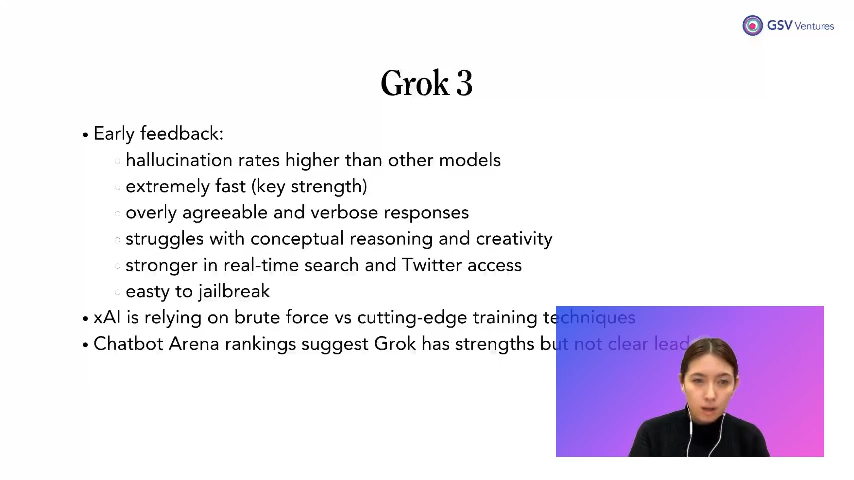 GSV Ventures
Grok 3
• Early feedback:
◦ hallucination rates higher than other models
◦ extremely fast (key strength)
◦ overly agreeable and verbose responses
◦ struggles with conceptual reasoning and creativity
◦ stronger in real-time search and Twitter access
◦ easty to jailbreak
• xAI is relying on brute force vs cutting-edge training techniques
• Chatbot Arena rankings suggest Grok has strengths but not clear lead